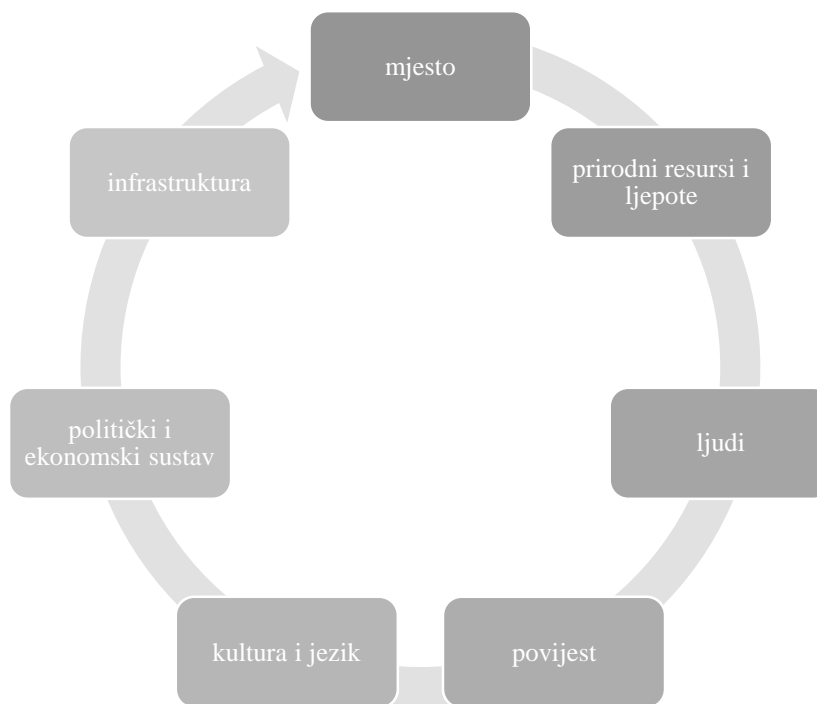 mjesto
prirodni resursi i
ljepote
ljudi
povijest
kultura i jezik
politički i
ekonomski sustav
infrastruktura